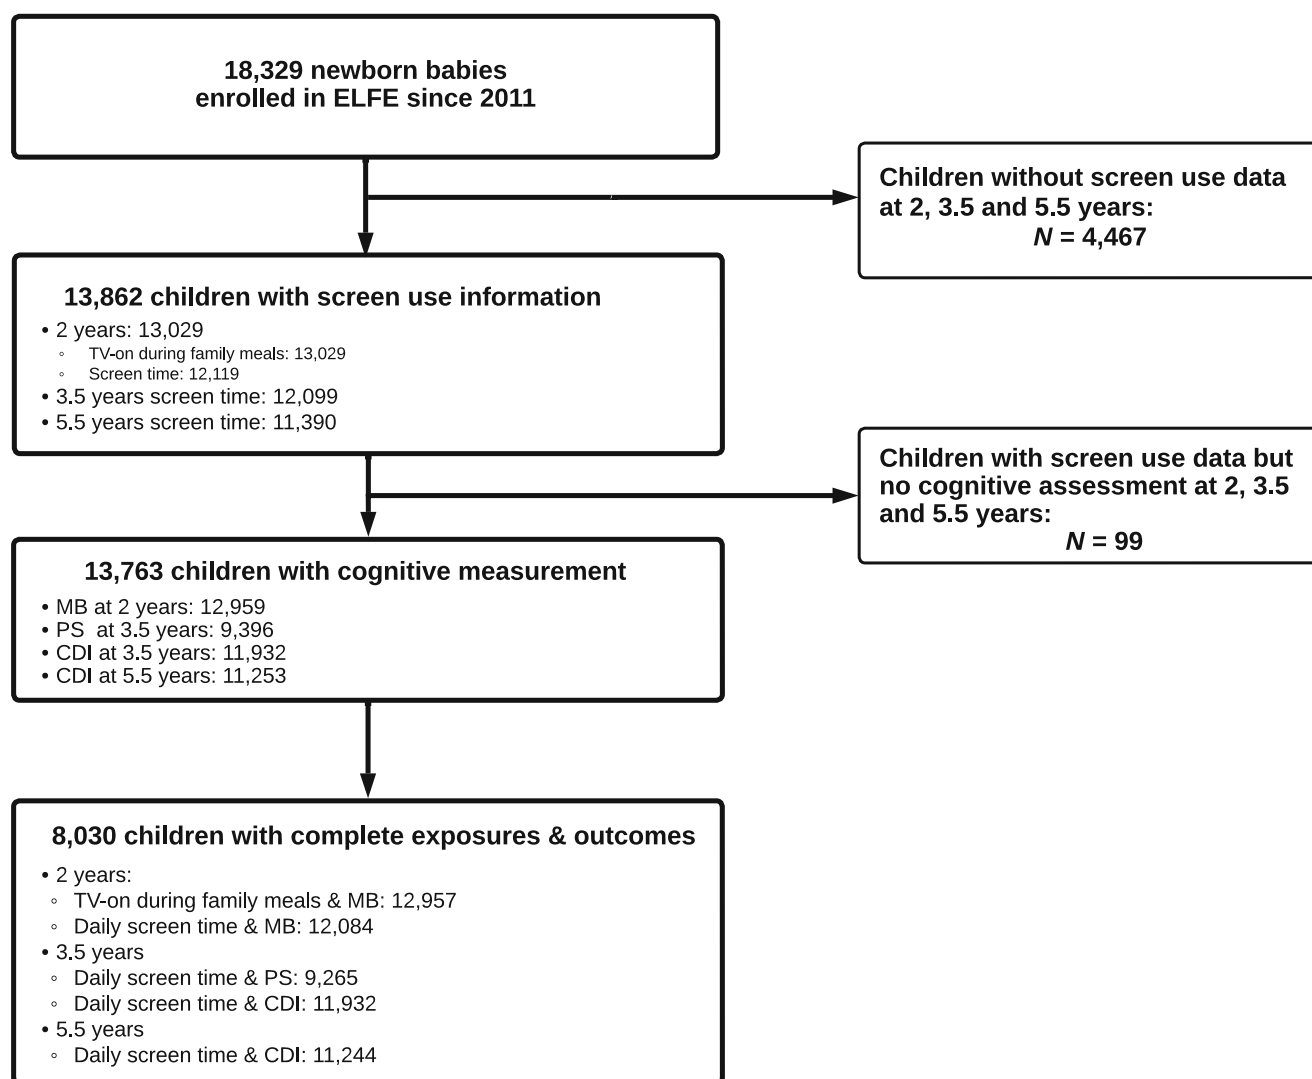 18,329 newborn babies
enrolled in ELFE since 2011
Children without screen use data
at 2, 3.5 and 5.5 years:
N = 4,467
13,862 children with screen use information
• 2 years: 13,029
◦ TV-on during family meals: 13,029
◦ Screen time: 12,119
• 3.5 years screen time: 12,099
• 5.5 years screen time: 11,390
Children with screen use data but
no cognitive assessment at 2, 3.5
and 5.5 years:
N = 99
13,763 children with cognitive measurement
• MB at 2 years: 12,959
• PS at 3.5 years: 9,396
• CDI at 3.5 years: 11,932
• CDI at 5.5 years: 11,253
8,030 children with complete exposures & outcomes
• 2 years:
◦ TV-on during family meals & MB: 12,957
◦ Daily screen time & MB: 12,084
• 3.5 years
◦ Daily screen time & PS: 9,265
◦ Daily screen time & CDI: 11,932
• 5.5 years
◦ Daily screen time & CDI: 11,244